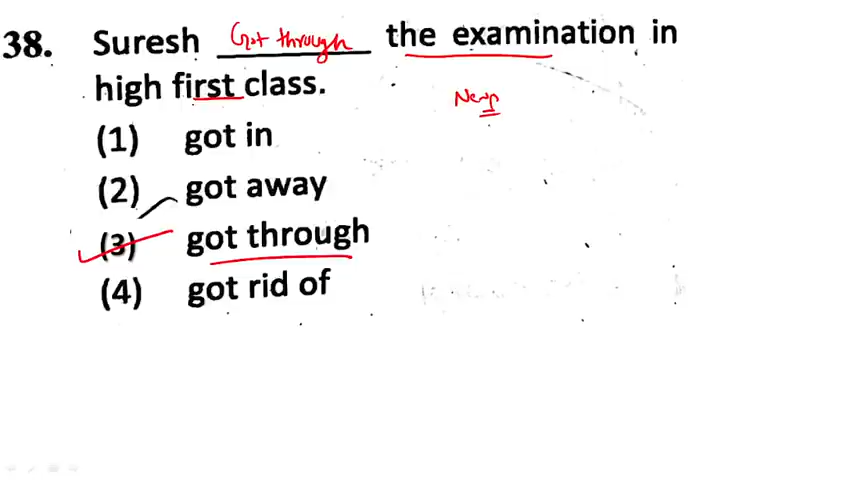 38. Suresh Got through the examination in
high first class.
(1) got in
(2) got away
(3) got through
(4) got rid of